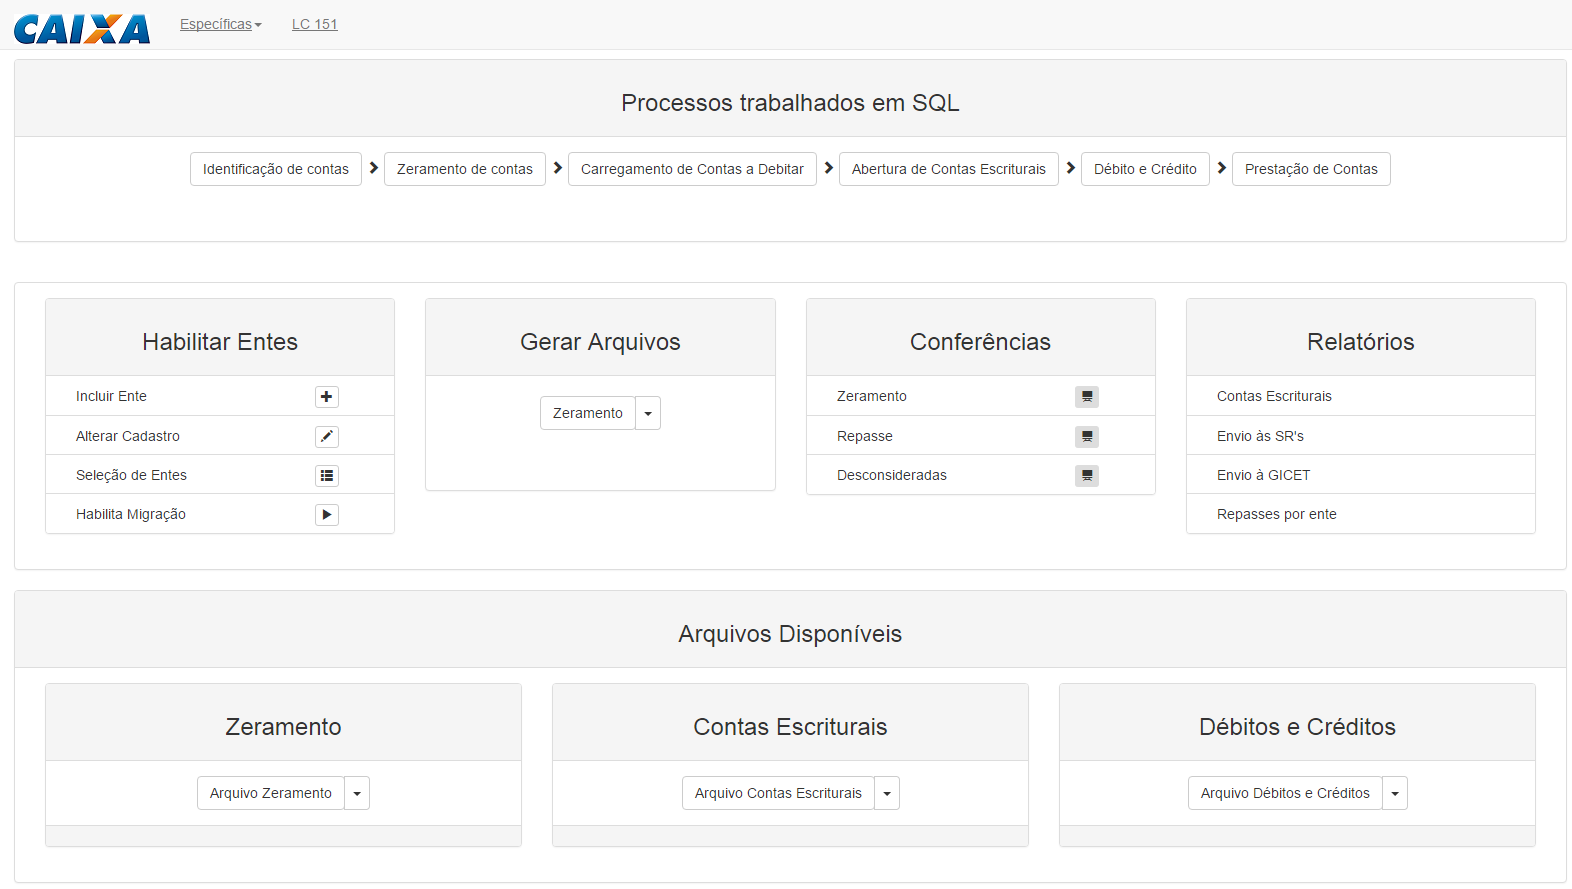 CAIXA Específicas LC 151
Processos trabalhados em SQL
Identificação de contas Zeramento de contas Carregamento de Contas a Debitar Abertura de Contas Escriturais Débito e Crédito Prestação de Contas
Habilitar Entes
Incluir Ente
Alterar Cadastro
Seleção de Entes
Habilita Migração
Gerar Arquivos
Zeramento
Conferências
Zeramento
Repasse
Desconsideradas
Relatórios
Contas Escriturais
Envio às SR's
Envio à GICET
Repasses por ente
Arquivos Disponíveis
Zeramento
Arquivo Zeramento
Contas Escriturais
Arquivo Contas Escriturais
Débitos e Créditos
Arquivo Débitos e Créditos